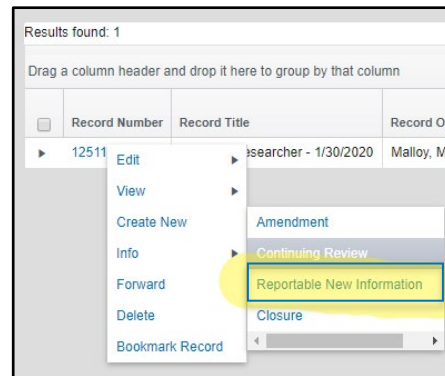 Results found: 1
Drag a column header and drop it here to group by that column
Record Number Record Title Record O
12511 esearcher - 1/30/2020 Malloy, M
Edit
View
Create New Amendment
Info Continuing Review
Forward Reportable New Information
Delete Closure
Bookmark Record